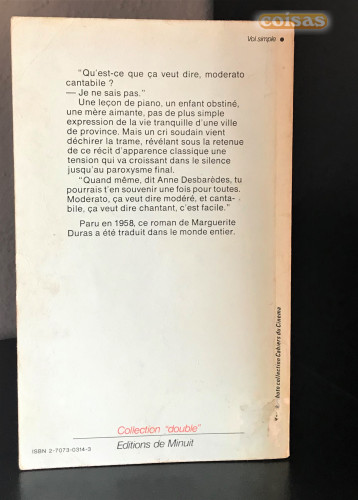 coisas
Vol simple ●
"Qu'est-ce que ça veut dire, moderato
cantabile ?
— Je ne sais pas."
Une leçon de piano, un enfant obstiné,
une mère aimante, pas de plus simple
expression de la vie tranquille d'une ville
de province. Mais un cri soudain vient
déchirer la trame, révélant sous la retenue
de ce récit d'apparence classique une
tension qui va croissant dans le silence
jusqu'au paroxysme final.
"Quand même, dit Anne Desbarèdes, tu
pourrais t'en souvenir une fois pour toutes.
Moderato, ça veut dire modéré, et canta-
bile, ça veut dire chantant, c'est facile."
Paru en 1958, ce roman de Marguerite
Duras a été traduit dans le monde entier.
collection Cahiers du Cinema
Collection "double"
Editions de Minuit
ISBN 2-7073-0314-3